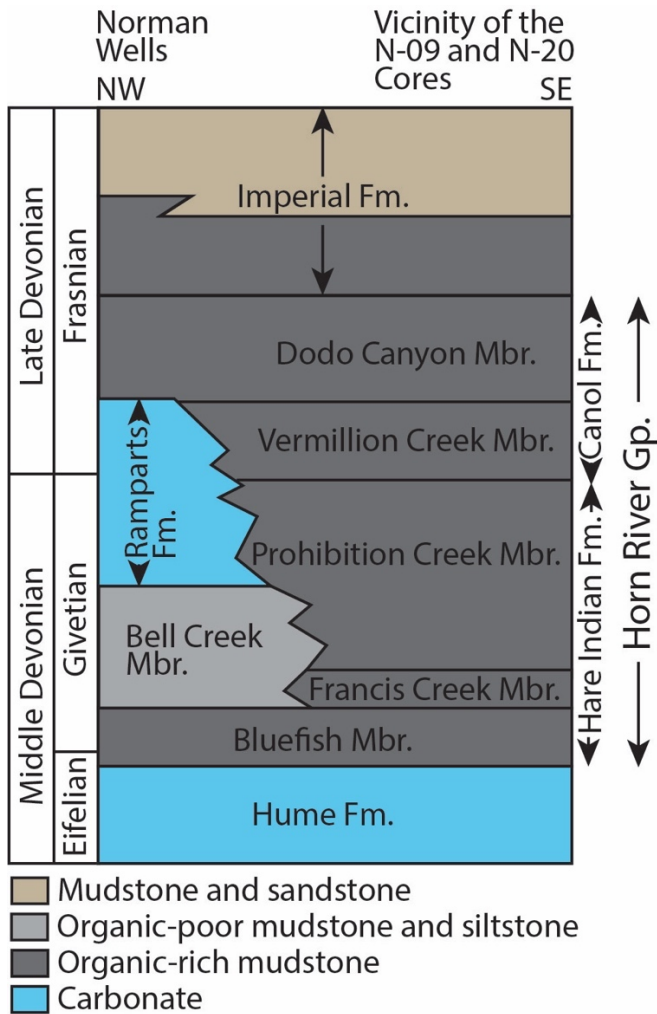 Norman
Wells
NW
Vicinity of the
N-09 and N-20
Cores
SE
Late Devonian
Frasnian
Middle Devonian
Givetian
Eifelian
Imperial Fm.
Dodo Canyon Mbr.
Vermillion Creek Mbr.
Ramparts
Fm.
Prohibition Creek Mbr.
Bell Creek
Mbr.
Francis Creek Mbr.
Bluefish Mbr.
Hume Fm.
Canol Fm.
Hare Indian Fm.
Horn River Gp.
Mudstone and sandstone
Organic-poor mudstone and siltstone
Organic-rich mudstone
Carbonate